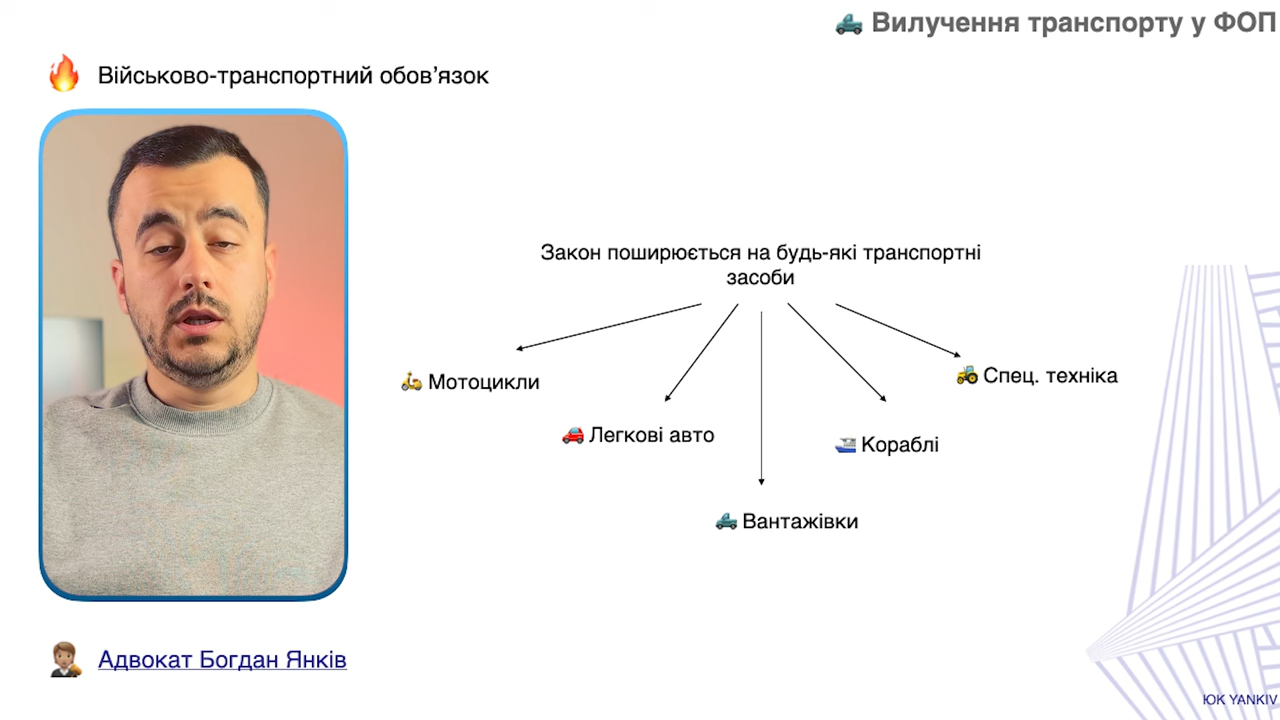 Вилучення транспорту у ФОП
Військово-транспортний обов’язок
Закон поширюється на будь-які транспортні
засоби
Мотоцикли
Спец. техніка
Легкові авто
Кораблі
Вантажівки
Адвокат Богдан Янків
ЮК YANKIV